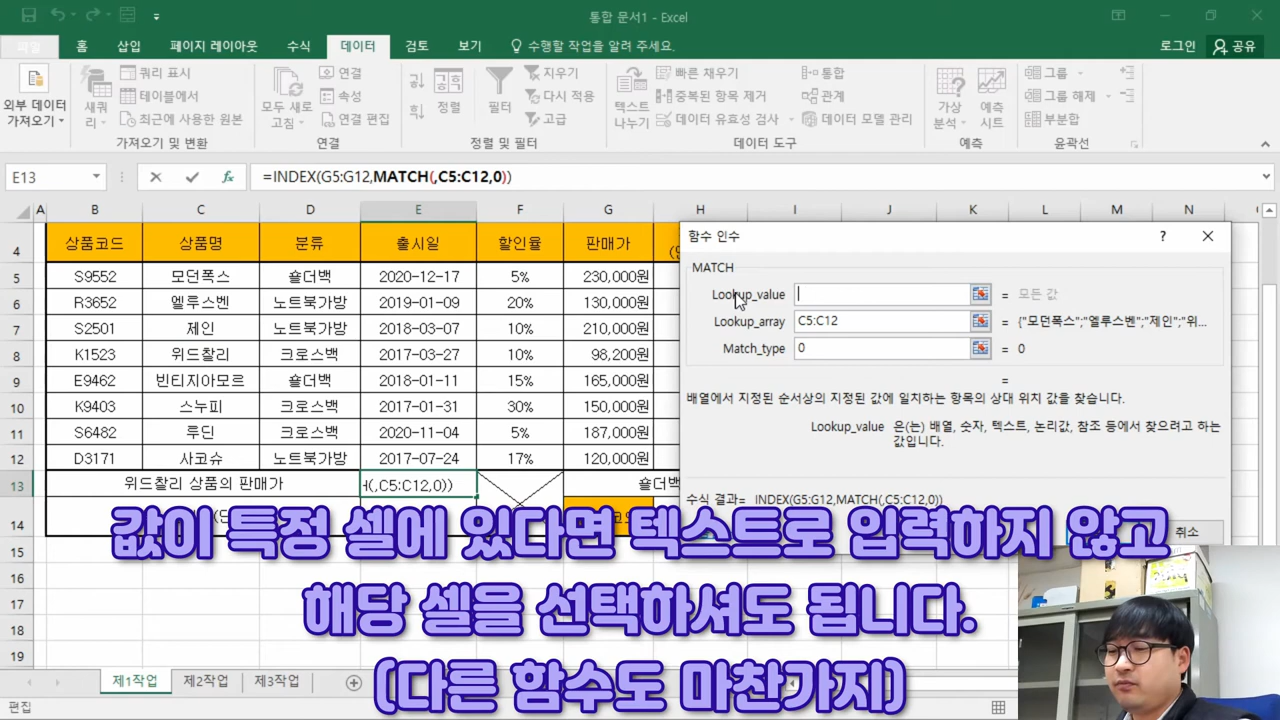 통합 문서1 - Excel
파일 홈 삽입 페이지 레이아웃 수식 데이터 검토 보기 수행할 작업을 알려 주세요. 로그인 공유
외부 데이터 가져오기
새 쿼리
쿼리 표시
테이블에서
최근에 사용한 원본
가져오기 및 변환
모두 새로 고침
연결
속성
연결 편집
연결
정렬
필터
지우기
다시 적용
고급
정렬 및 필터
텍스트 나누기
빠른 채우기
중복된 항목 제거
데이터 유효성 검사
통합
관계
데이터 모델 관리
데이터 도구
가상 분석
예측 시트
예측
그룹
그룹 해제
부분합
윤곽선
E13 fx =INDEX(G5:G12,MATCH(,C5:C12,0))
A B C D E F G H I J K L M N
4 상품코드 상품명 분류 출시일 할인율 판매가
5 S9552 모던폭스 숄더백 2020-12-17 5% 230,000원
6 R3652 엘루스벤 노트북가방 2019-01-09 20% 130,000원
7 S2501 제인 노트북가방 2018-03-07 10% 210,000원
8 K1523 위드찰리 크로스백 2017-03-27 10% 98,200원
9 E9462 빈티지아모르 숄더백 2018-01-11 15% 165,000원
10 K9403 스누피 크로스백 2017-01-31 30% 150,000원
11 S6482 루딘 크로스백 2020-11-04 5% 187,000원
12 D3171 사코슈 노트북가방 2017-07-24 17% 120,000원
13 위드찰리 상품의 판매가 H(,C5:C12,0)) 숄더백
14
15
16
17
18
19
함수 인수 ? ×
MATCH
Lookup_value = 모든 값
Lookup_array C5:C12 = {"모던폭스";"엘루스벤";"제인";"위...
Match_type 0 = 0
=
배열에서 지정된 순서상의 지정된 값에 일치하는 항목의 상대 위치 값을 찾습니다.
Lookup_value 은(는) 배열, 숫자, 텍스트, 논리값, 참조 등에서 찾으려고 하는
값입니다.
수식 결과= INDEX(G5:G12,MATCH(,C5:C12,0))
취소
값이 특정 셀에 있다면 텍스트로 입력하지 않고
해당 셀을 선택하셔도 됩니다.
(다른 함수도 마찬가지)
제1작업 제2작업 제3작업
편집